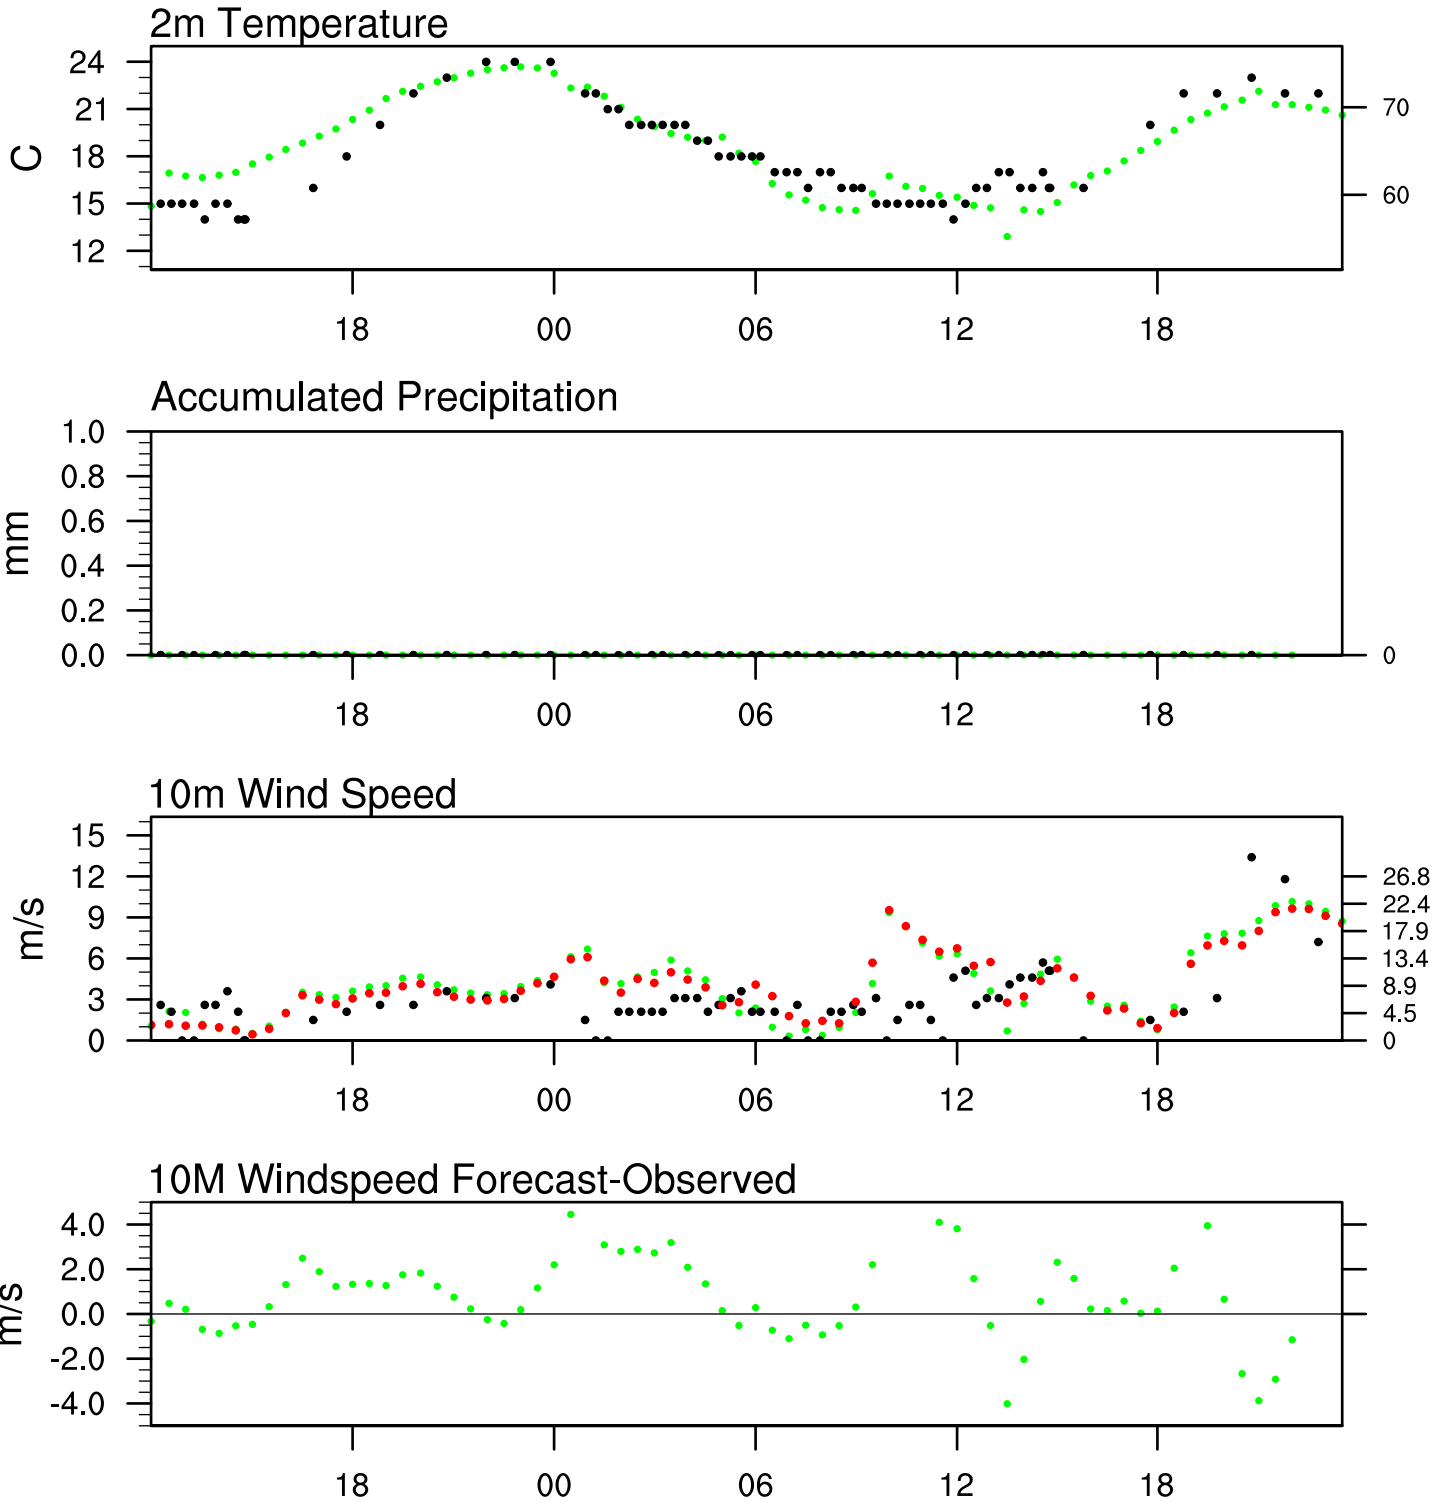 2m Temperature
24
21
18
15
12
C
70
60
18 00 06 12 18
Accumulated Precipitation
1.0
0.8
0.6
0.4
0.2
0.0
mm
0
18 00 06 12 18
10m Wind Speed
15
12
9
6
3
0
m/s
26.8
22.4
17.9
13.4
8.9
4.5
0
18 00 06 12 18
10M Windspeed Forecast-Observed
4.0
2.0
0.0
-2.0
-4.0
m/s
18 00 06 12 18